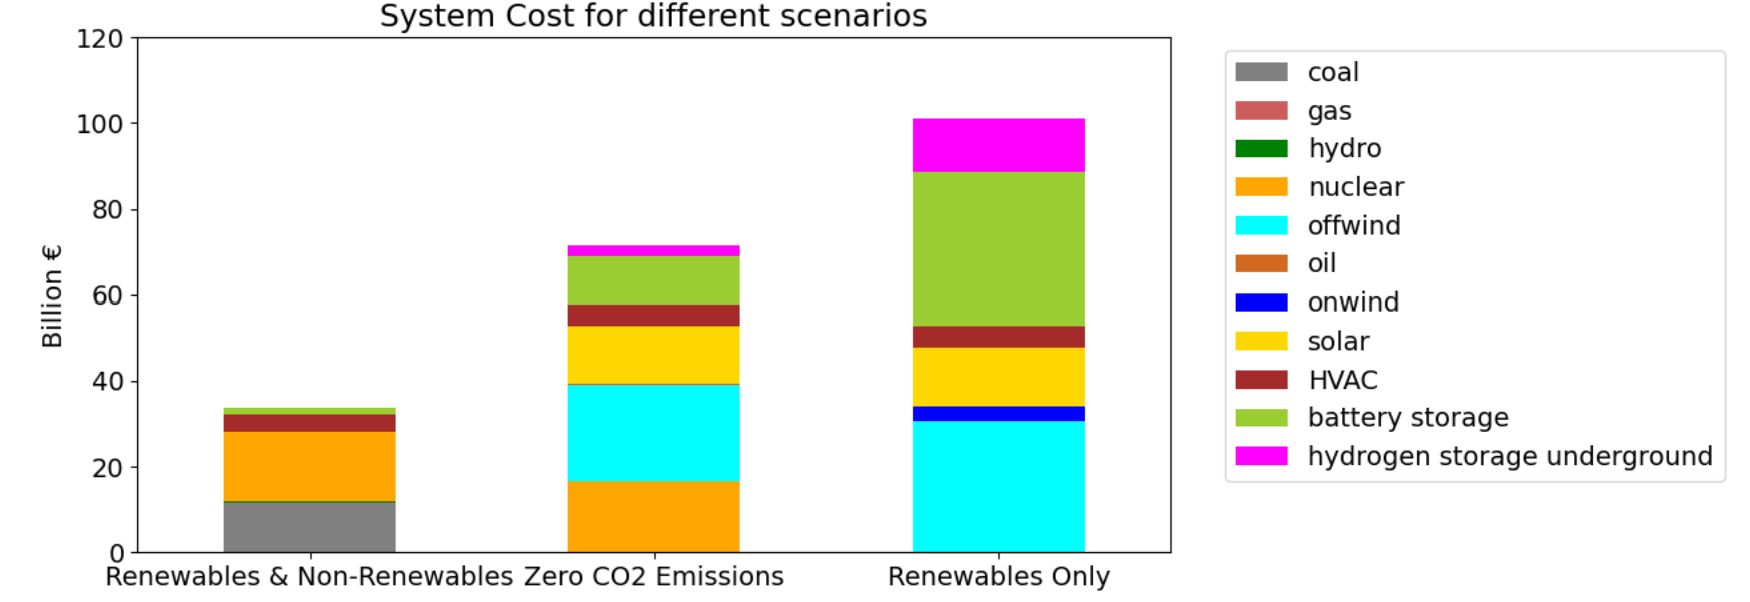 System Cost for different scenarios
120
100
80
60
40
20
0
Billion €
Renewables & Non-Renewables Zero CO2 Emissions Renewables Only
coal
gas
hydro
nuclear
offwind
oil
onwind
solar
HVAC
battery storage
hydrogen storage underground